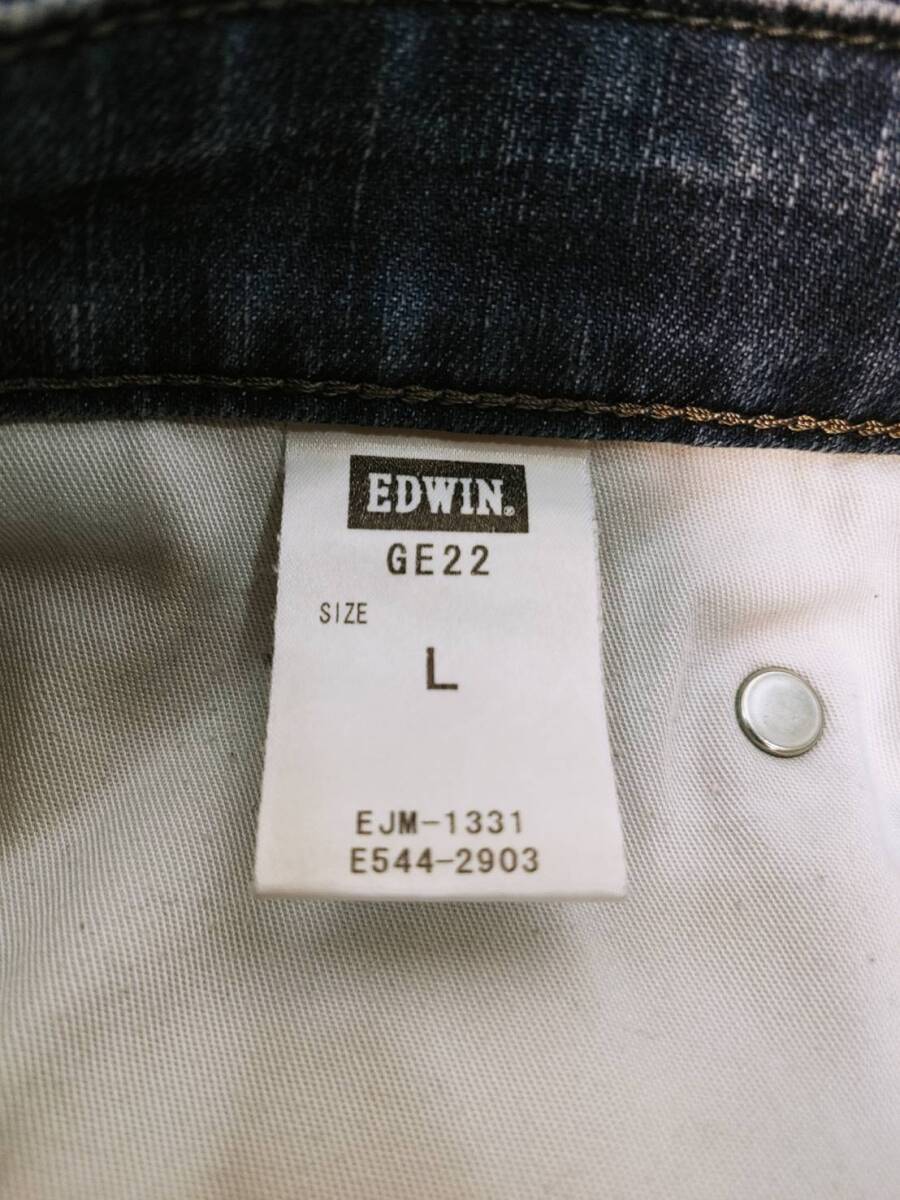 EDWIN®
GE22
SIZE
L
EJM-1331
E544-2903